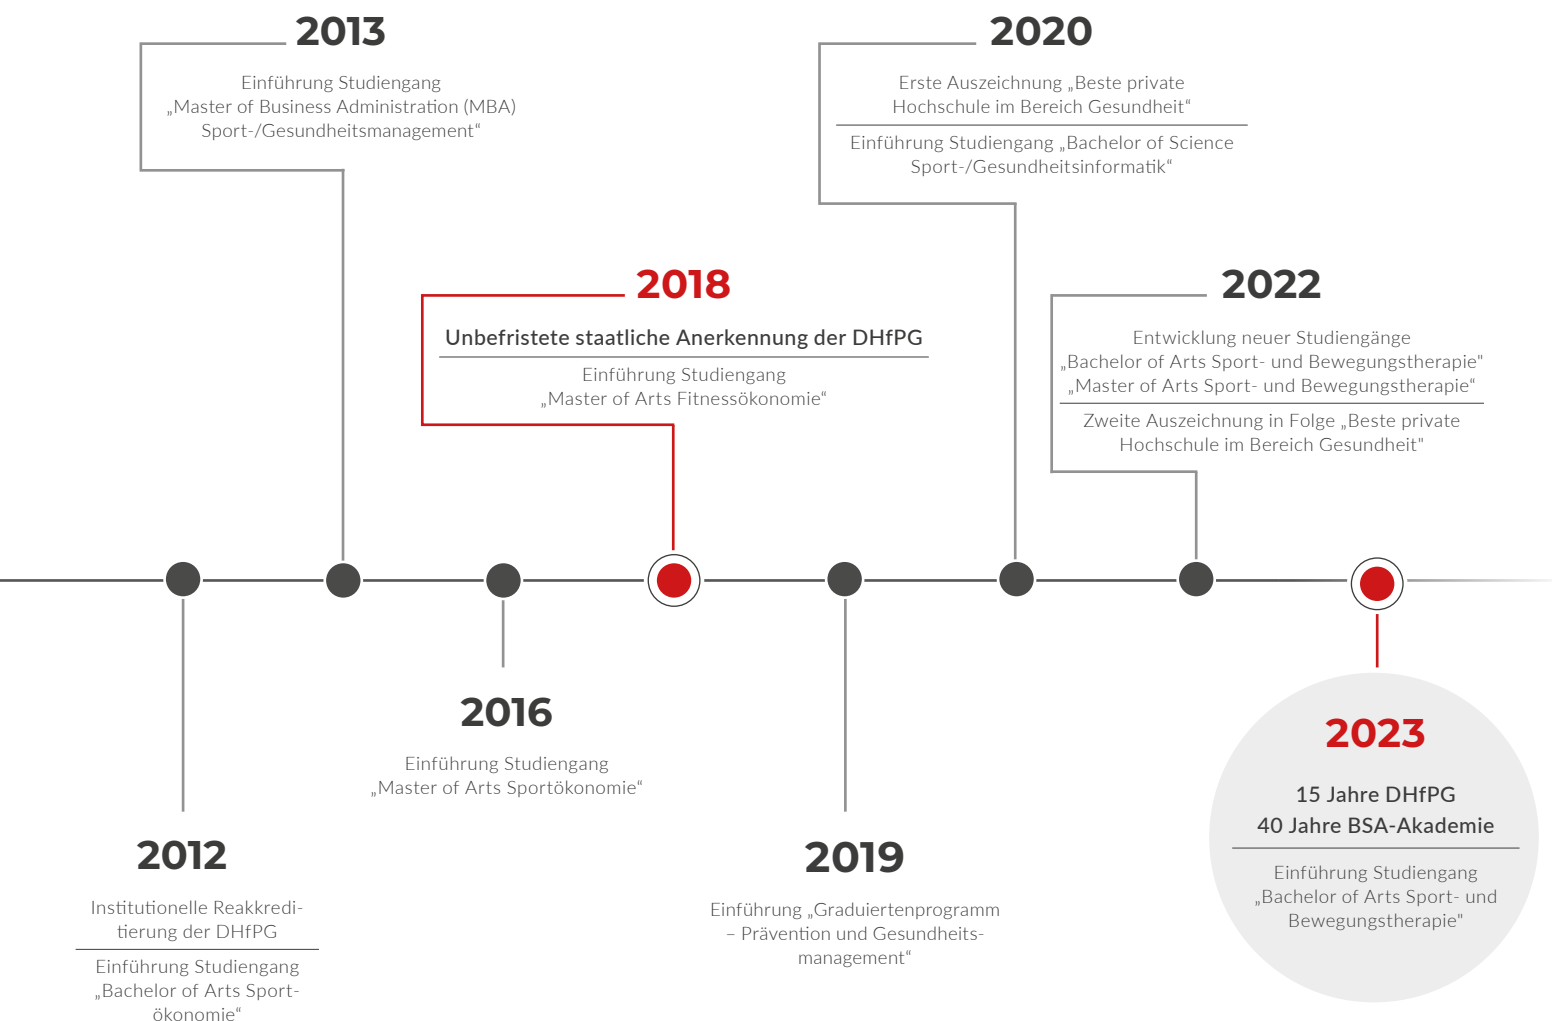 2013
Einführung Studiengang
„Master of Business Administration (MBA)
Sport-/Gesundheitsmanagement“
2020
Erste Auszeichnung „Beste private
Hochschule im Bereich Gesundheit“
Einführung Studiengang „Bachelor of Science
Sport-/Gesundheitsinformatik“
2018
Unbefristete staatliche Anerkennung der DHfPG
Einführung Studiengang
„Master of Arts Fitnessökonomie“
2022
Entwicklung neuer Studiengänge
„Bachelor of Arts Sport- und Bewegungstherapie"
„Master of Arts Sport- und Bewegungstherapie“
Zweite Auszeichnung in Folge „Beste private
Hochschule im Bereich Gesundheit"
2012
Institutionelle Reakkredi-
tierung der DHfPG
Einführung Studiengang
„Bachelor of Arts Sport-
ökonomie“
2016
Einführung Studiengang
„Master of Arts Sportökonomie“
2019
Einführung „Graduiertenprogramm
– Prävention und Gesundheits-
management“
2023
15 Jahre DHfPG
40 Jahre BSA-Akademie
Einführung Studiengang
„Bachelor of Arts Sport- und
Bewegungstherapie"